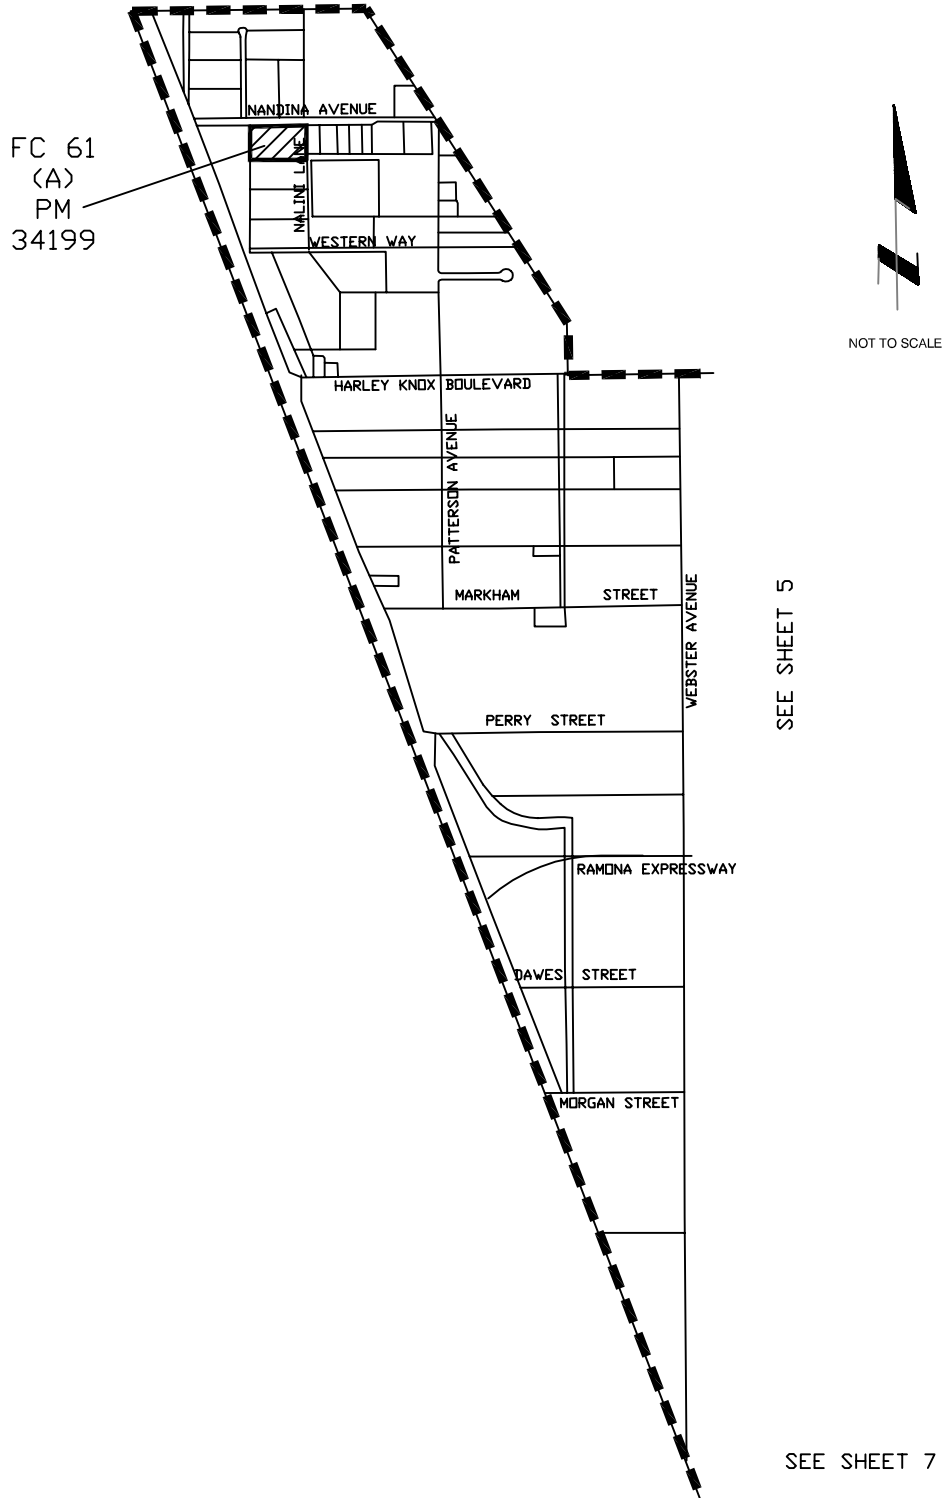 NANDINA AVENUE
FC 61
(A)
PM
34199
NALINI LANE
WESTERN WAY
NOT TO SCALE
HARLEY KNOX BOULEVARD
PATTERSON AVENUE
MARKHAM STREET
WEBSTER AVENUE
SEE SHEET 5
PERRY STREET
RAMONA EXPRESSWAY
DAWES STREET
MORGAN STREET
SEE SHEET 7